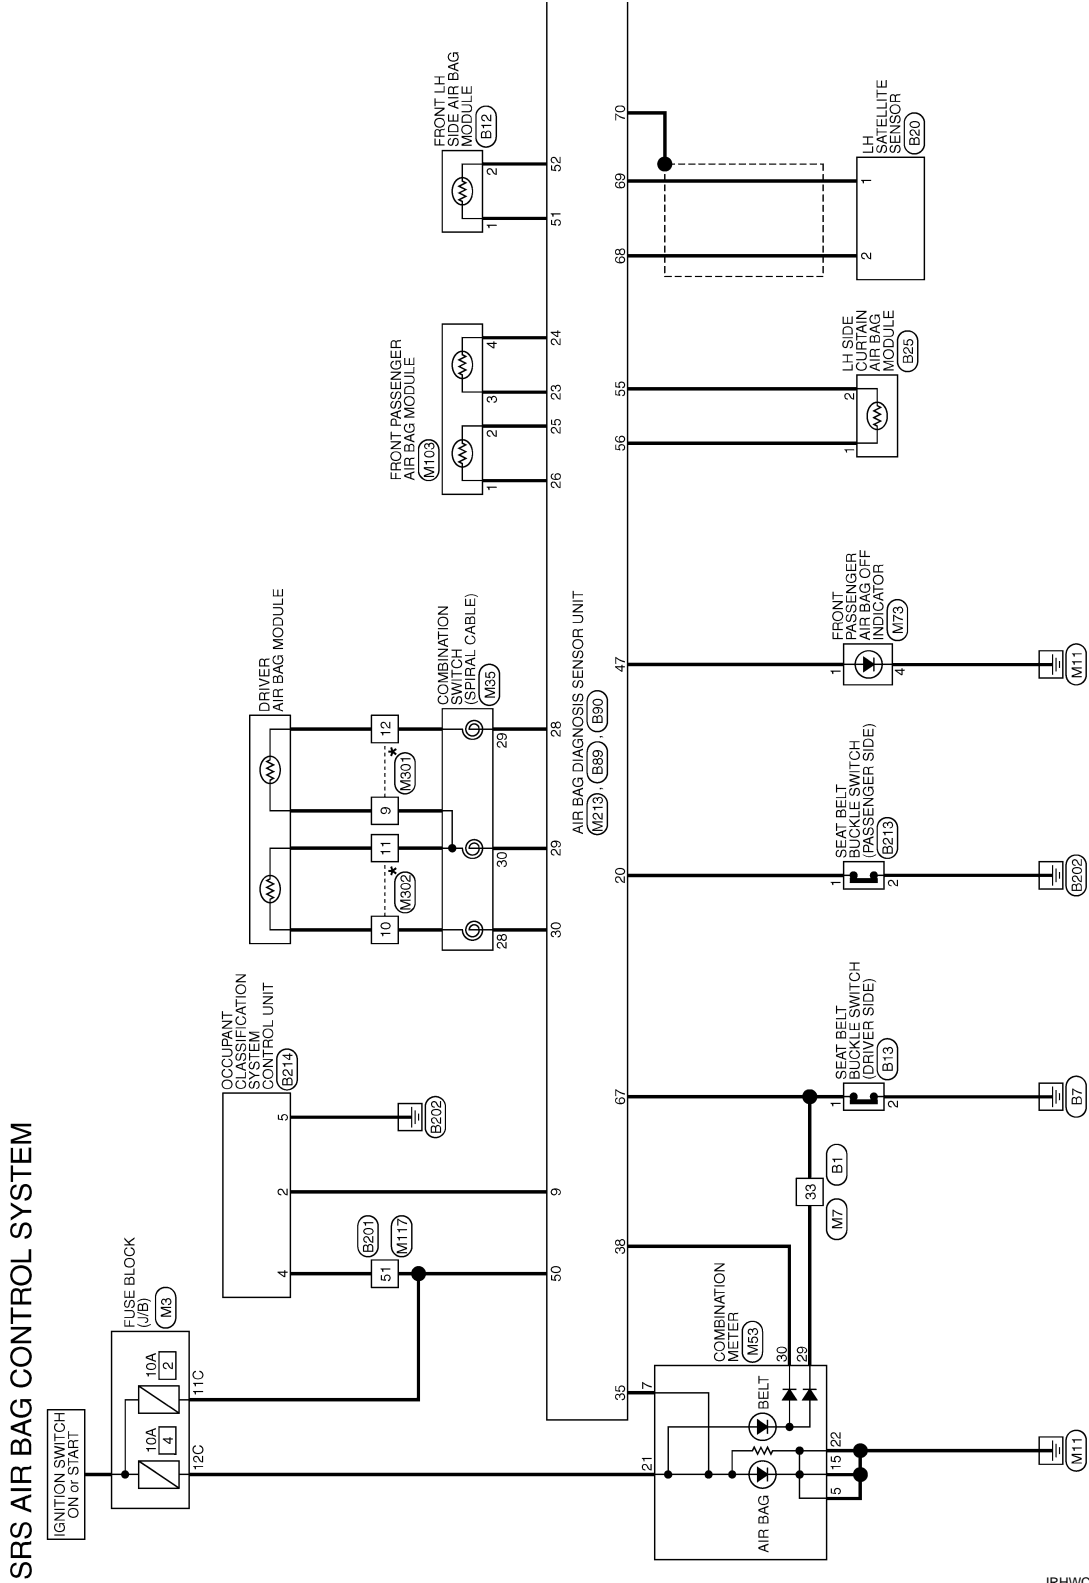 SRS AIR BAG CONTROL SYSTEM
IGNITION SWITCH
ON or START
FUSE BLOCK
(J/B)
M3
10A
4
10A
2
12C
11C
OCCUPANT
CLASSIFICATION
SYSTEM
CONTROL UNIT
B214
4
2
5
51
B201
M117
B202
DRIVER
AIR BAG MODULE
10
11
9
12
M302
*
M301
*
COMBINATION
SWITCH
(SPIRAL CABLE)
M35
28
30
29
FRONT PASSENGER
AIR BAG MODULE
M103
1
2
3
4
FRONT LH
SIDE AIR BAG
MODULE
B12
1
2
50
9
30
29
28
26
25
23
24
51
52
AIR BAG DIAGNOSIS SENSOR UNIT
M213 , B89 , B90
35
38
67
20
47
56
55
68
69
70
COMBINATION
METER
M53
21
7
30
29
AIR BAG
BELT
5
15
22
M11
33
M7
B1
SEAT BELT
BUCKLE SWITCH
(DRIVER SIDE)
B13
1
2
B7
SEAT BELT
BUCKLE SWITCH
(PASSENGER SIDE)
B213
1
2
B202
FRONT
PASSENGER
AIR BAG OFF
INDICATOR
M73
1
4
M11
LH SIDE
CURTAIN
AIR BAG
MODULE
B25
1
2
LH
SATELLITE
SENSOR
B20
2
1